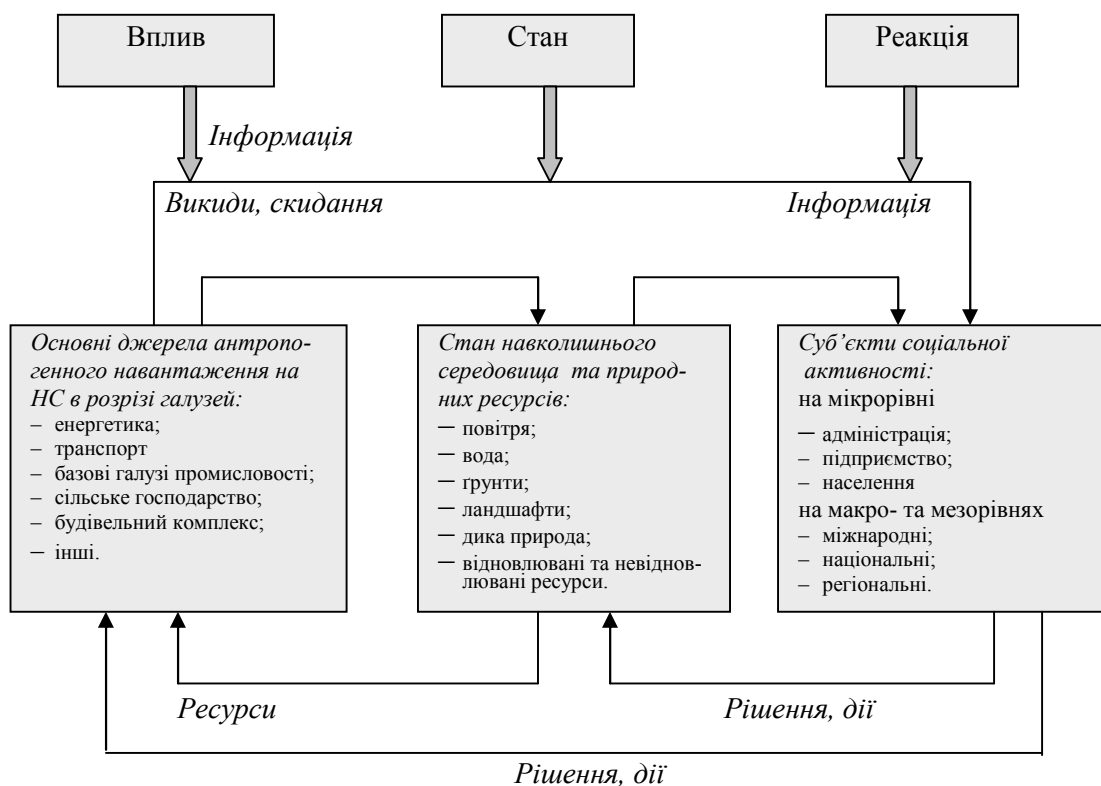 Вплив
Стан
Реакція
Інформація
Викиди, скидання
Інформація
Основні джерела антропо-
генного навантаження на
НС в розрізі галузей:
– енергетика;
– транспорт
– базові галузі промисловості;
– сільське господарство;
– будівельний комплекс;
– інші.
Стан навколишнього
середовища та природ-
них ресурсів:
– повітря;
– вода;
– ґрунти;
– ландшафти;
– дика природа;
– відновлювані та невіднов-
лювані ресурси.
Суб’єкти соціальної
активності:
на мікрорівні
– адміністрація;
– підприємство;
– населення
на макро- та мезорівнях
– міжнародні;
– національні;
– регіональні.
Ресурси
Рішення, дії
Рішення, дії